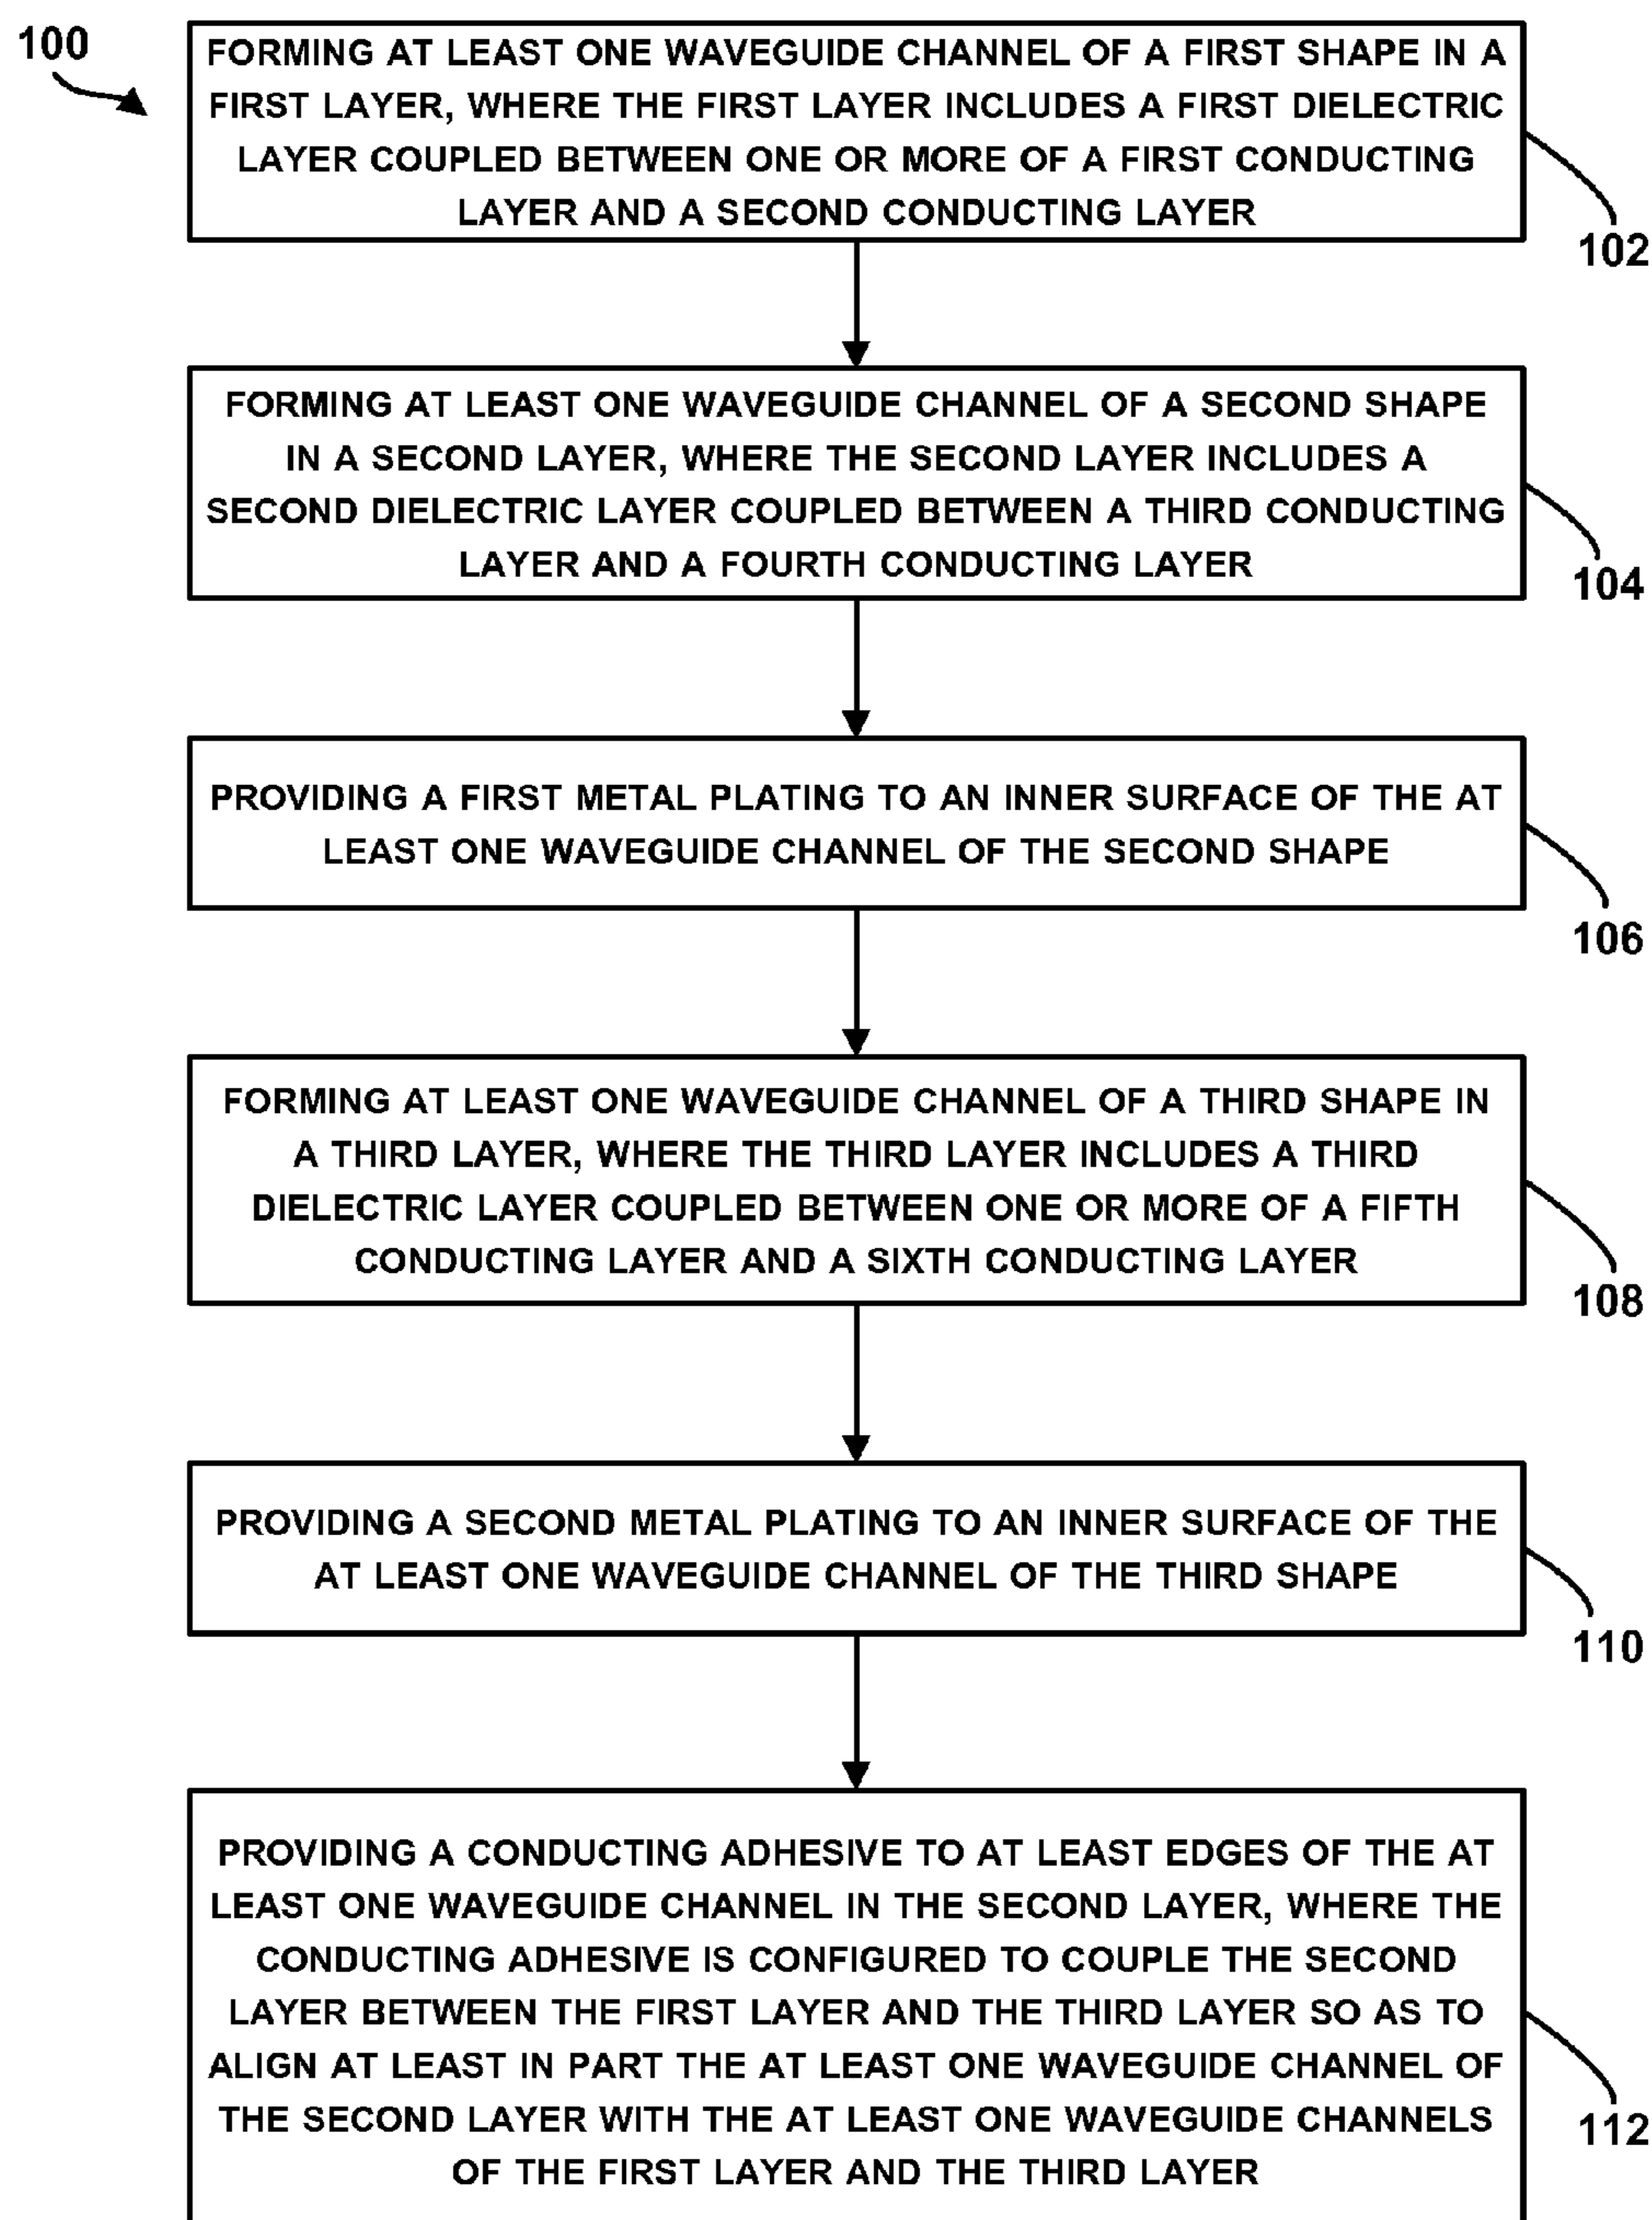 100
FORMING AT LEAST ONE WAVEGUIDE CHANNEL OF A FIRST SHAPE IN A
FIRST LAYER, WHERE THE FIRST LAYER INCLUDES A FIRST DIELECTRIC
LAYER COUPLED BETWEEN ONE OR MORE OF A FIRST CONDUCTING
LAYER AND A SECOND CONDUCTING LAYER
102
FORMING AT LEAST ONE WAVEGUIDE CHANNEL OF A SECOND SHAPE
IN A SECOND LAYER, WHERE THE SECOND LAYER INCLUDES A
SECOND DIELECTRIC LAYER COUPLED BETWEEN A THIRD CONDUCTING
LAYER AND A FOURTH CONDUCTING LAYER
104
PROVIDING A FIRST METAL PLATING TO AN INNER SURFACE OF THE AT
LEAST ONE WAVEGUIDE CHANNEL OF THE SECOND SHAPE
106
FORMING AT LEAST ONE WAVEGUIDE CHANNEL OF A THIRD SHAPE IN
A THIRD LAYER, WHERE THE THIRD LAYER INCLUDES A THIRD
DIELECTRIC LAYER COUPLED BETWEEN ONE OR MORE OF A FIFTH
CONDUCTING LAYER AND A SIXTH CONDUCTING LAYER
108
PROVIDING A SECOND METAL PLATING TO AN INNER SURFACE OF THE
AT LEAST ONE WAVEGUIDE CHANNEL OF THE THIRD SHAPE
110
PROVIDING A CONDUCTING ADHESIVE TO AT LEAST EDGES OF THE AT
LEAST ONE WAVEGUIDE CHANNEL IN THE SECOND LAYER, WHERE THE
CONDUCTING ADHESIVE IS CONFIGURED TO COUPLE THE SECOND
LAYER BETWEEN THE FIRST LAYER AND THE THIRD LAYER SO AS TO
ALIGN AT LEAST IN PART THE AT LEAST ONE WAVEGUIDE CHANNEL OF
THE SECOND LAYER WITH THE AT LEAST ONE WAVEGUIDE CHANNELS
OF THE FIRST LAYER AND THE THIRD LAYER
112